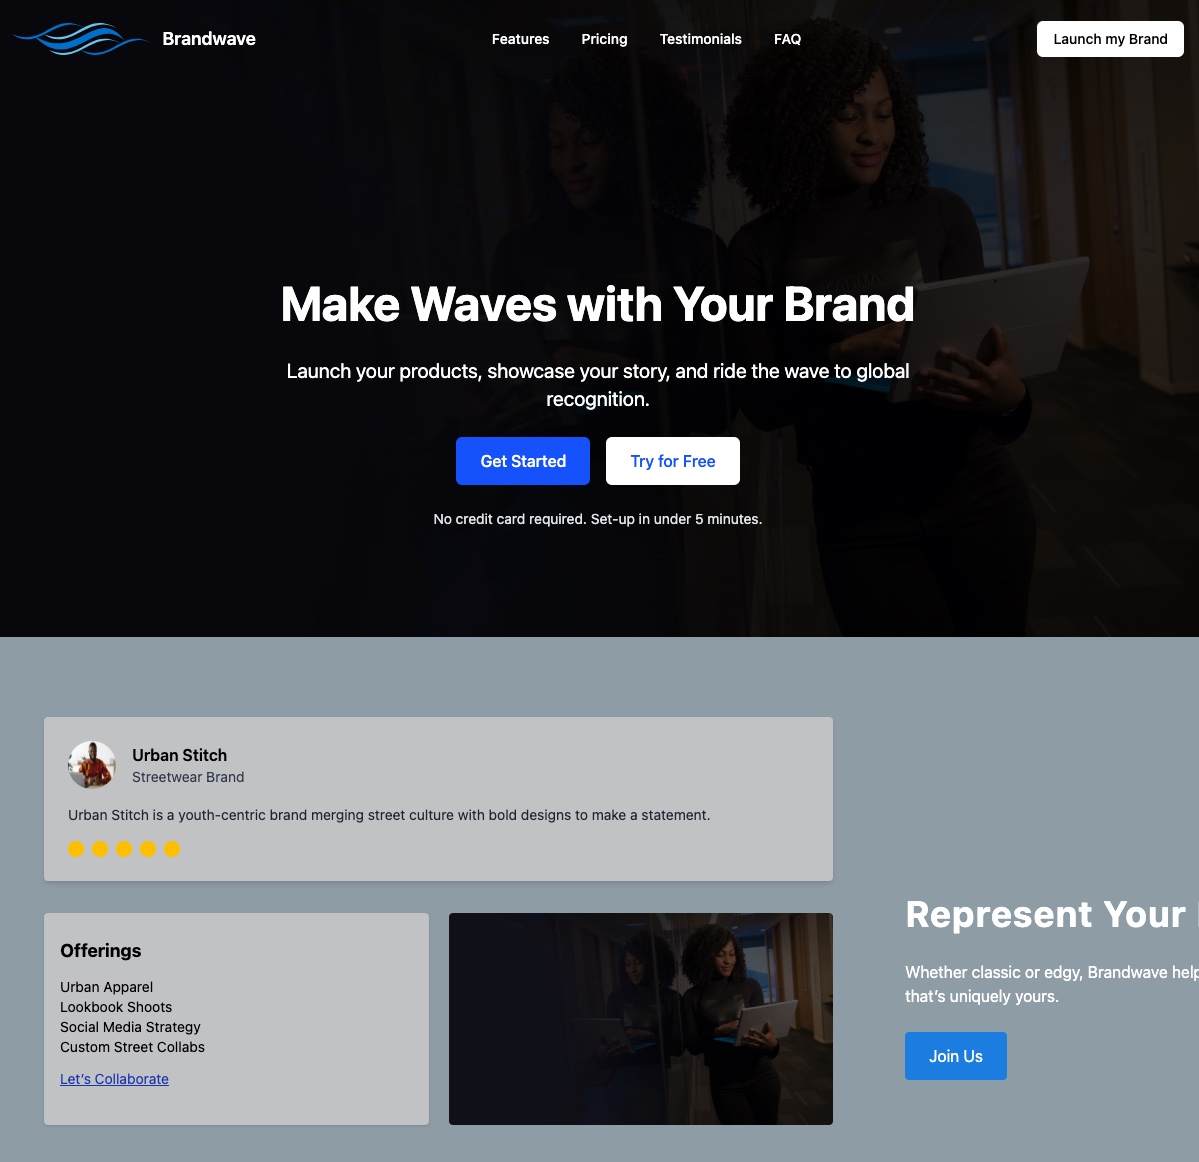 Brandwave
Features
Pricing
Testimonials
FAQ
Launch my Brand
Make Waves with Your Brand
Launch your products, showcase your story, and ride the wave to global
recognition.
Get Started
Try for Free
No credit card required. Set-up in under 5 minutes.
Urban Stitch
Streetwear Brand
Urban Stitch is a youth-centric brand merging street culture with bold designs to make a statement.
Offerings
Urban Apparel
Lookbook Shoots
Social Media Strategy
Custom Street Collabs
Let’s Collaborate
Represent Your
Whether classic or edgy, Brandwave
that’s uniquely yours.
Join Us